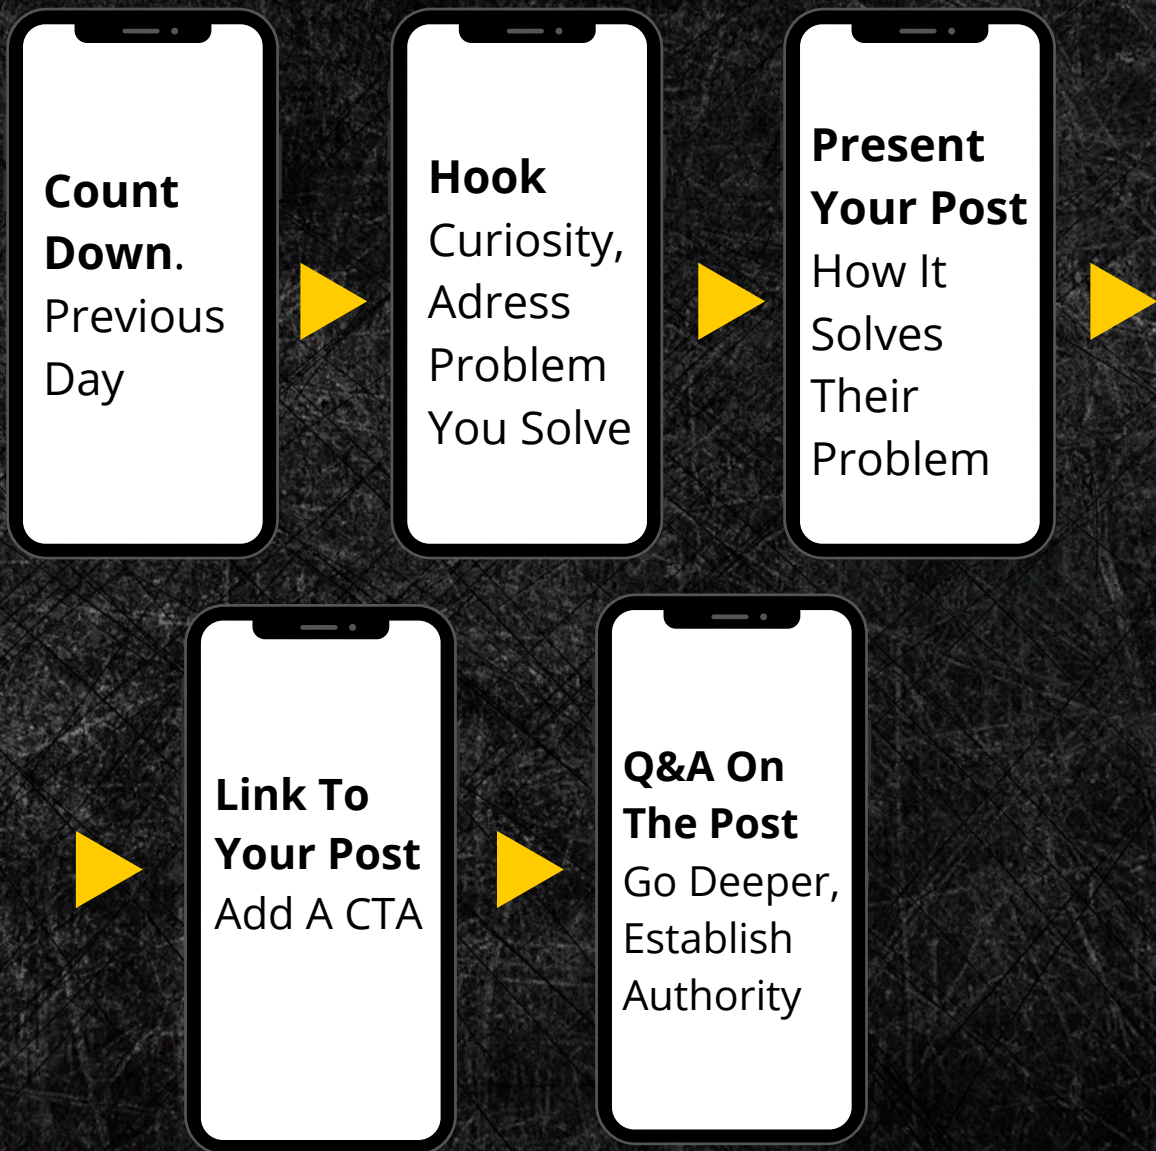 Count
Down.
Previous
Day
Hook
Curiosity,
Adress
Problem
You Solve
Present
Your Post
How It
Solves
Their
Problem
Link To
Your Post
Add A CTA
Q&A On
The Post
Go Deeper,
Establish
Authority